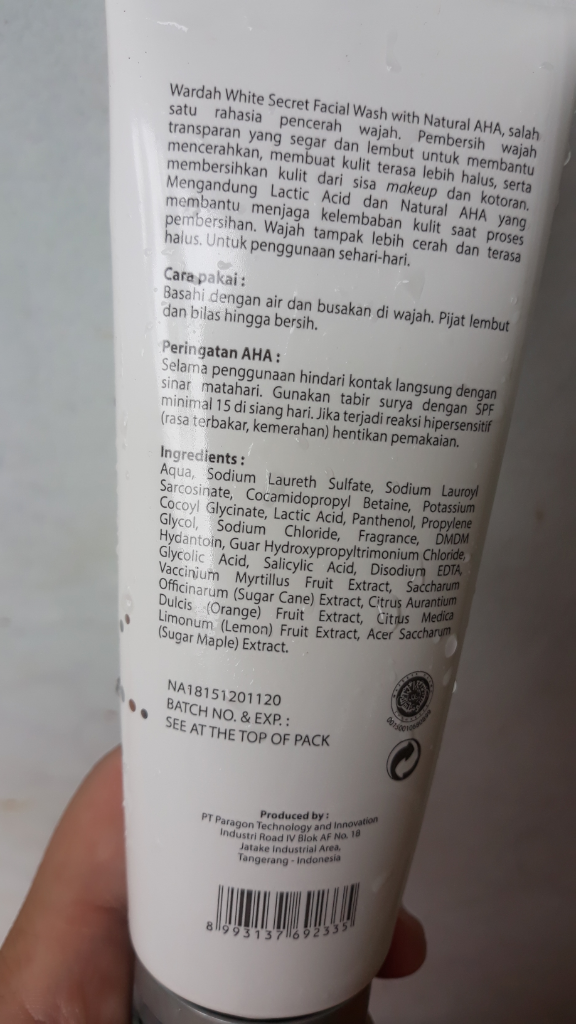 Wardah White Secret Facial Wash with Natural AHA, salah
satu rahasia pencerah wajah. Pembersih wajah
transparan yang segar dan lembut untuk membantu
mencerahkan, membuat kulit terasa lebih halus, serta
membersihkan kulit dari sisa makeup dan kotoran.
Mengandung Lactic Acid dan Natural AHA yang
membantu menjaga kelembaban kulit saat proses
pembersihan. Wajah tampak lebih cerah dan terasa
halus. Untuk penggunaan sehari-hari.
Cara pakai :
Basahi dengan air dan busakan di wajah. Pijat lembut
dan bilas hingga bersih.
Peringatan AHA :
Selama penggunaan hindari kontak langsung dengan
sinar matahari. Gunakan tabir surya dengan SPF
minimal 15 di siang hari. Jika terjadi reaksi hipersensitif
(rasa terbakar, kemerahan) hentikan pemakaian.
Ingredients :
Aqua, Sodium Laureth Sulfate, Sodium Lauroyl
Sarcosinate, Cocamidopropyl Betaine, Potassium
Cocoyl Glycinate, Lactic Acid, Panthenol, Propylene
Glycol, Sodium Chloride, Fragrance, DMDM
Hydantoin, Guar Hydroxypropyltrimonium Chloride,
Glycolic Acid, Salicylic Acid, Disodium EDTA,
Vaccinium Myrtillus Fruit Extract, Saccharum
Officinarum (Sugar Cane) Extract, Citrus Aurantium
Dulcis (Orange) Fruit Extract, Citrus Medica
Limonum (Lemon) Fruit Extract, Acer Saccharum
(Sugar Maple) Extract.
NA18151201120
BATCH NO. & EXP. :
SEE AT THE TOP OF PACK
Produced by :
PT Paragon Technology and Innovation
Industri Road IV Blok AF No. 18
Jatake Industrial Area,
Tangerang - Indonesia
8 993137 692335